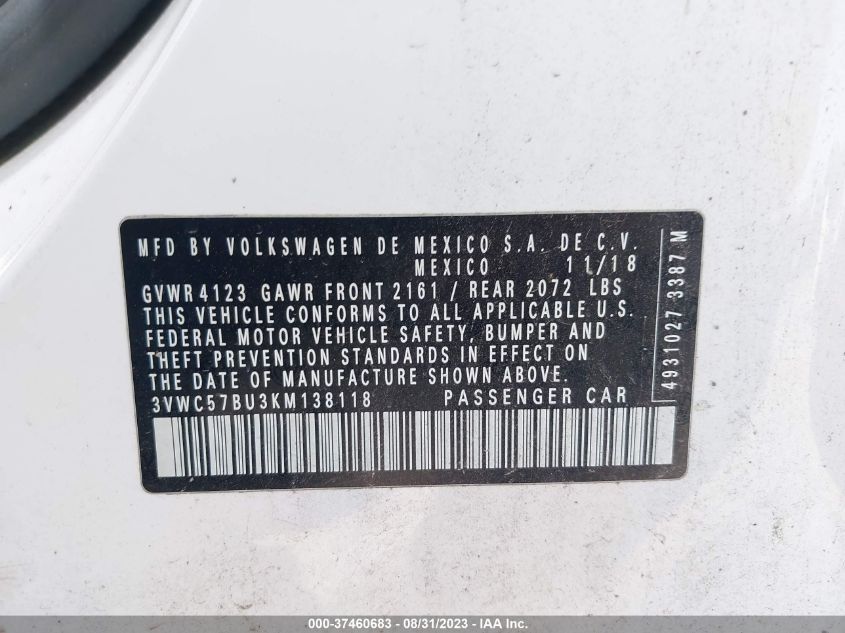 MFD BY VOLKSWAGEN DE MEXICO S.A. DE C.V.
MEXICO 11/18
GVWR 4123 GAWR FRONT 2161 / REAR 2072 LBS
THIS VEHICLE CONFORMS TO ALL APPLICABLE U.S.
FEDERAL MOTOR VEHICLE SAFETY, BUMPER AND
THEFT PREVENTION STANDARDS IN EFFECT ON
THE DATE OF MANUFACTURE SHOWN ABOVE.
3VWC57BU3KM138118 PASSENGER CAR
4931027 3387 M
000-37460683 - 08/31/2023 - IAA Inc.